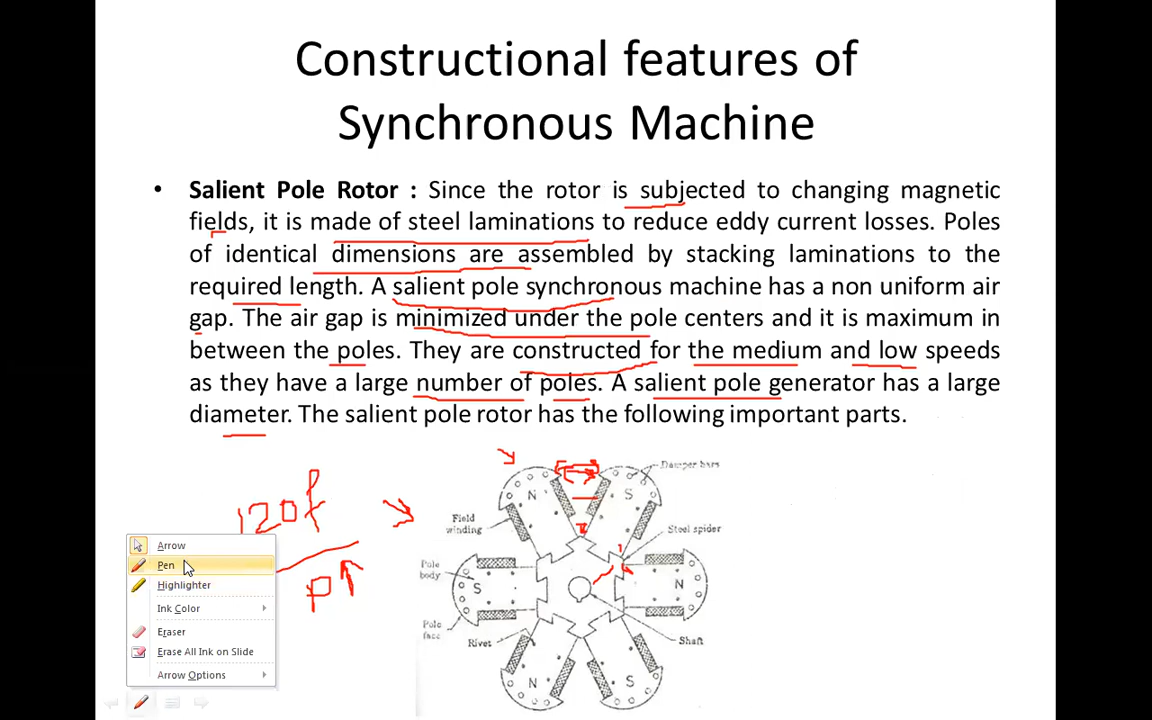 Constructional features of
Synchronous Machine
• Salient Pole Rotor : Since the rotor is subjected to changing magnetic
fields, it is made of steel laminations to reduce eddy current losses. Poles
of identical dimensions are assembled by stacking laminations to the
required length. A salient pole synchronous machine has a non uniform air
gap. The air gap is minimized under the pole centers and it is maximum in
between the poles. They are constructed for the medium and low speeds
as they have a large number of poles. A salient pole generator has a large
diameter. The salient pole rotor has the following important parts.
120f
P
Damper bars
N
S
Field
winding
Steel spider
Pole
body
S
N
Pole
face
Rivet
Shaft
N
S
Arrow
Pen
Highlighter
Ink Color
Eraser
Erase All Ink on Slide
Arrow Options